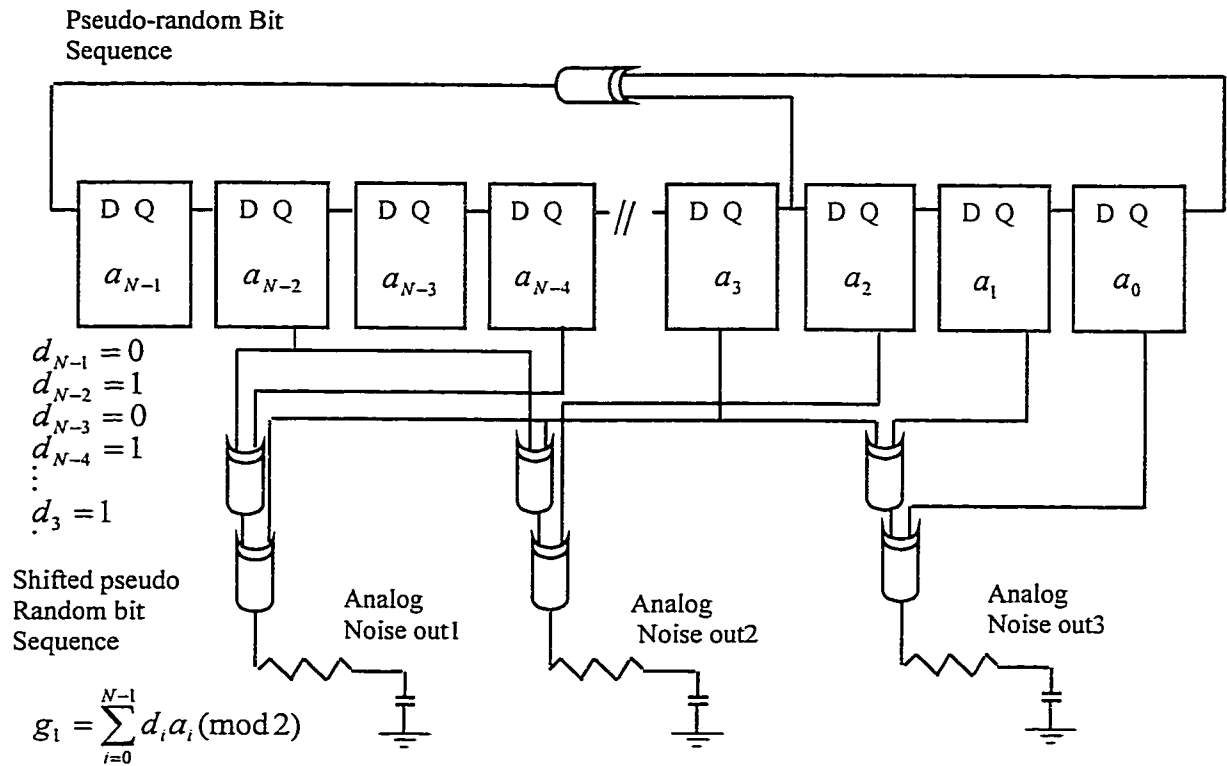 Pseudo-random Bit
Sequence
D Q D Q D Q D Q // D Q D Q D Q D Q
a_{N-1} a_{N-2} a_{N-3} a_{N-4} a_3 a_2 a_1 a_0
d_{N-1} = 0
d_{N-2} = 1
d_{N-3} = 0
d_{N-4} = 1
⋮
d_3 = 1
.
Shifted pseudo
Random bit
Sequence
Analog
Noise out1
Analog
Noise out2
Analog
Noise out3
g_1 = \sum_{i=0}^{N-1} d_i a_i (mod 2)